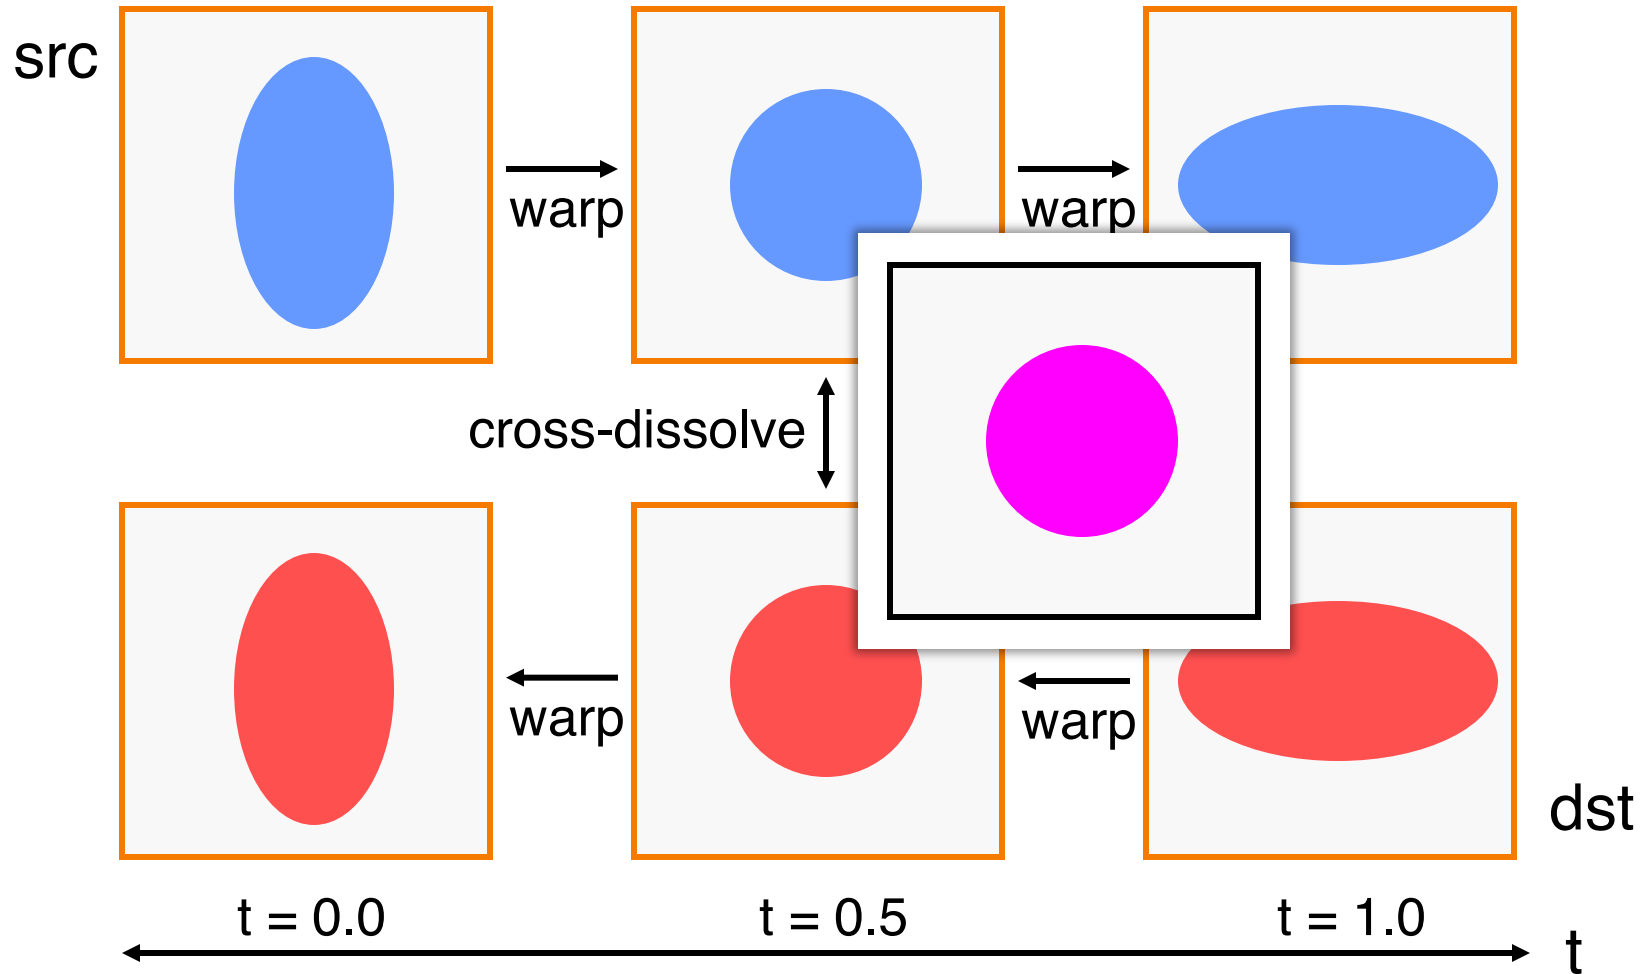 src
warp
warp
cross-dissolve
warp
warp
dst
t = 0.0
t = 0.5
t = 1.0
t